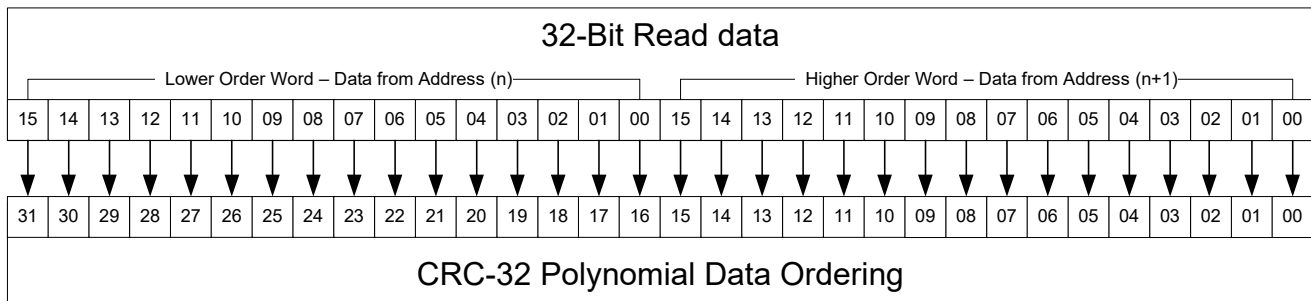 32-Bit Read data
Lower Order Word – Data from Address (n) Higher Order Word – Data from Address (n+1)
15 14 13 12 11 10 09 08 07 06 05 04 03 02 01 00 15 14 13 12 11 10 09 08 07 06 05 04 03 02 01 00
31 30 29 28 27 26 25 24 23 22 21 20 19 18 17 16 15 14 13 12 11 10 09 08 07 06 05 04 03 02 01 00
CRC-32 Polynomial Data Ordering